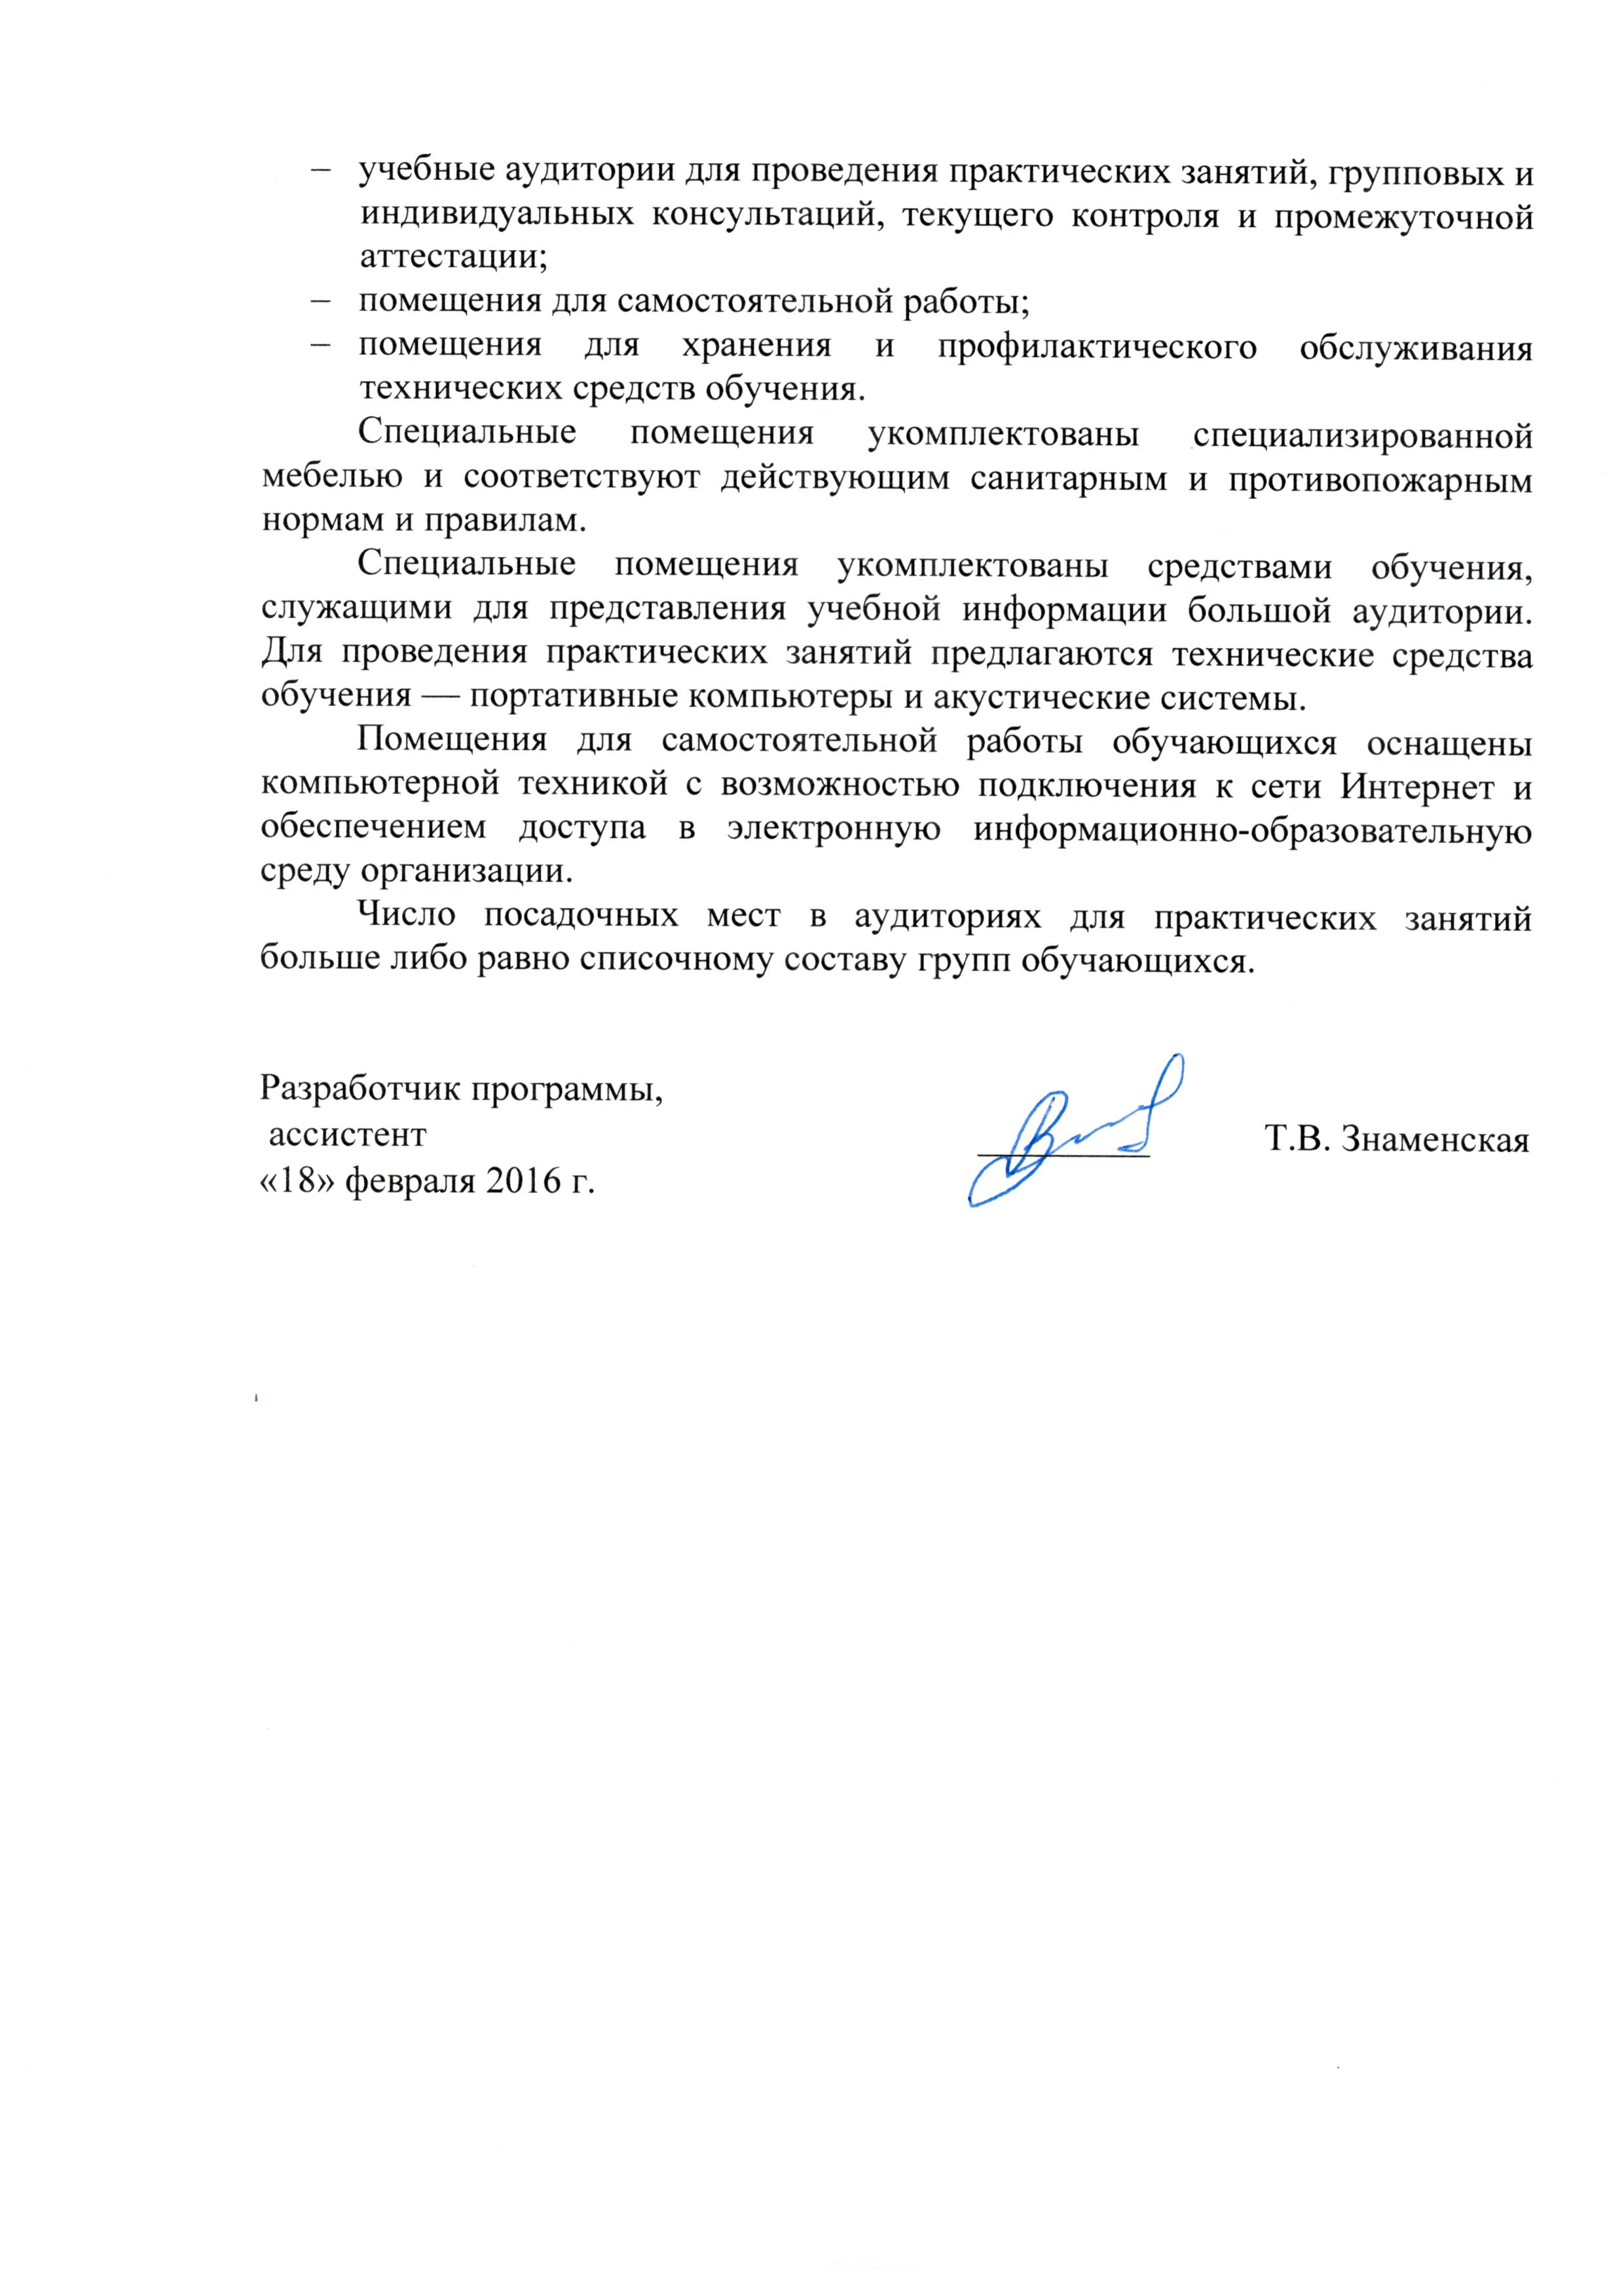 – учебные аудитории для проведения практических занятий, групповых и
индивидуальных консультаций, текущего контроля и промежуточной
аттестации;
– помещения для самостоятельной работы;
– помещения для хранения и профилактического обслуживания
технических средств обучения.
Специальные помещения укомплектованы специализированной
мебелью и соответствуют действующим санитарным и противопожарным
нормам и правилам.
Специальные помещения укомплектованы средствами обучения,
служащими для представления учебной информации большой аудитории.
Для проведения практических занятий предлагаются технические средства
обучения — портативные компьютеры и акустические системы.
Помещения для самостоятельной работы обучающихся оснащены
компьютерной техникой с возможностью подключения к сети Интернет и
обеспечением доступа в электронную информационно-образовательную
среду организации.
Число посадочных мест в аудиториях для практических занятий
больше либо равно списочному составу групп обучающихся.
Разработчик программы,
ассистент Т.В. Знаменская
«18» февраля 2016 г.